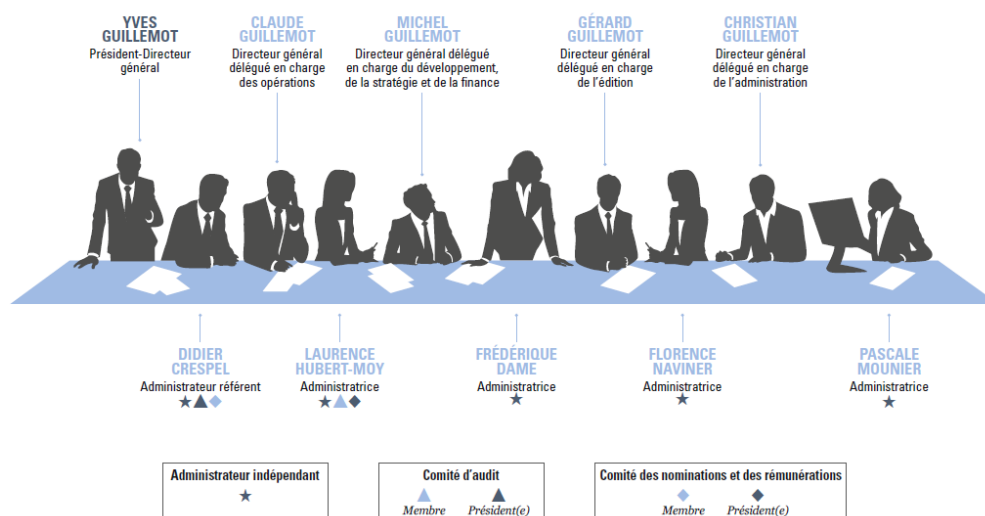 YVES
GUILLEMOT
Président-Directeur
général
CLAUDE
GUILLEMOT
Directeur général
délégué en charge
des opérations
MICHEL
GUILLEMOT
Directeur général délégué
en charge du développement,
de la stratégie et de la finance
GÉRARD
GUILLEMOT
Directeur général
délégué en charge
de l'édition
CHRISTIAN
GUILLEMOT
Directeur général
délégué en charge
de l'administration
DIDIER
CRESPEL
Administrateur référent
LAURENCE
HUBERT-MOY
Administratrice
FRÉDÉRIQUE
DAME
Administratrice
FLORENCE
NAVINER
Administratrice
PASCALE
MOUNIER
Administratrice
Administrateur indépendant
Comité d'audit
Membre Président(e)
Comité des nominations et des rémunérations
Membre Président(e)